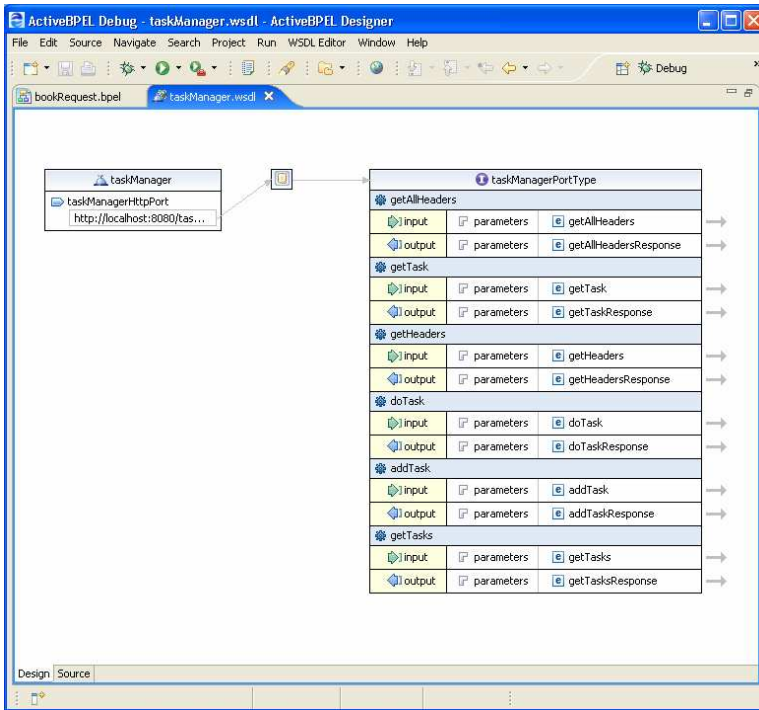 ActiveBPEL Debug - taskManager.wsdl - ActiveBPEL Designer
File Edit Source Navigate Search Project Run WSDL Editor Window Help
Debug
bookRequest.bpel taskManager.wsdl
taskManager
taskManagerHttpPort
http://localhost:8080/tas...
taskManagerPortType
getAllHeaders
input parameters getAllHeaders
output parameters getAllHeadersResponse
getTask
input parameters getTask
output parameters getTaskResponse
getHeaders
input parameters getHeaders
output parameters getHeadersResponse
doTask
input parameters doTask
output parameters doTaskResponse
addTask
input parameters addTask
output parameters addTaskResponse
getTasks
input parameters getTasks
output parameters getTasksResponse
Design Source